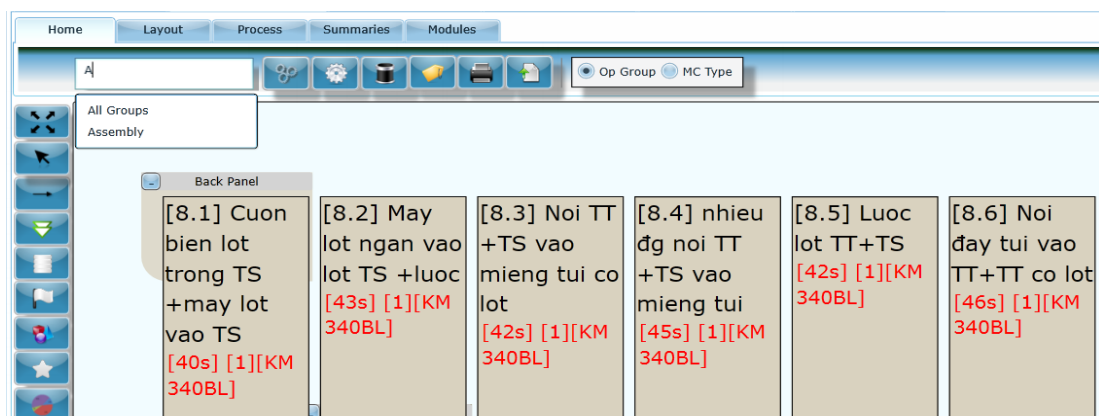 Home Layout Process Summaries Modules
A
Op Group MC Type
All Groups
Assembly
Back Panel
[8.1] Cuon
bien lot
trong TS
+may lot
vao TS
[40s] [1][KM
340BL]
[8.2] May
lot ngan vao
lot TS +luoc
[43s] [1][KM
340BL]
[8.3] Noi TT
+TS vao
mieng tui co
lot
[42s] [1][KM
340BL]
[8.4] nhieu
đg noi TT
+TS vao
mieng tui
[45s] [1][KM
340BL]
[8.5] Luoc
lot TT+TS
[42s] [1][KM
340BL]
[8.6] Noi
đay tui vao
TT+TT co lot
[46s] [1][KM
340BL]